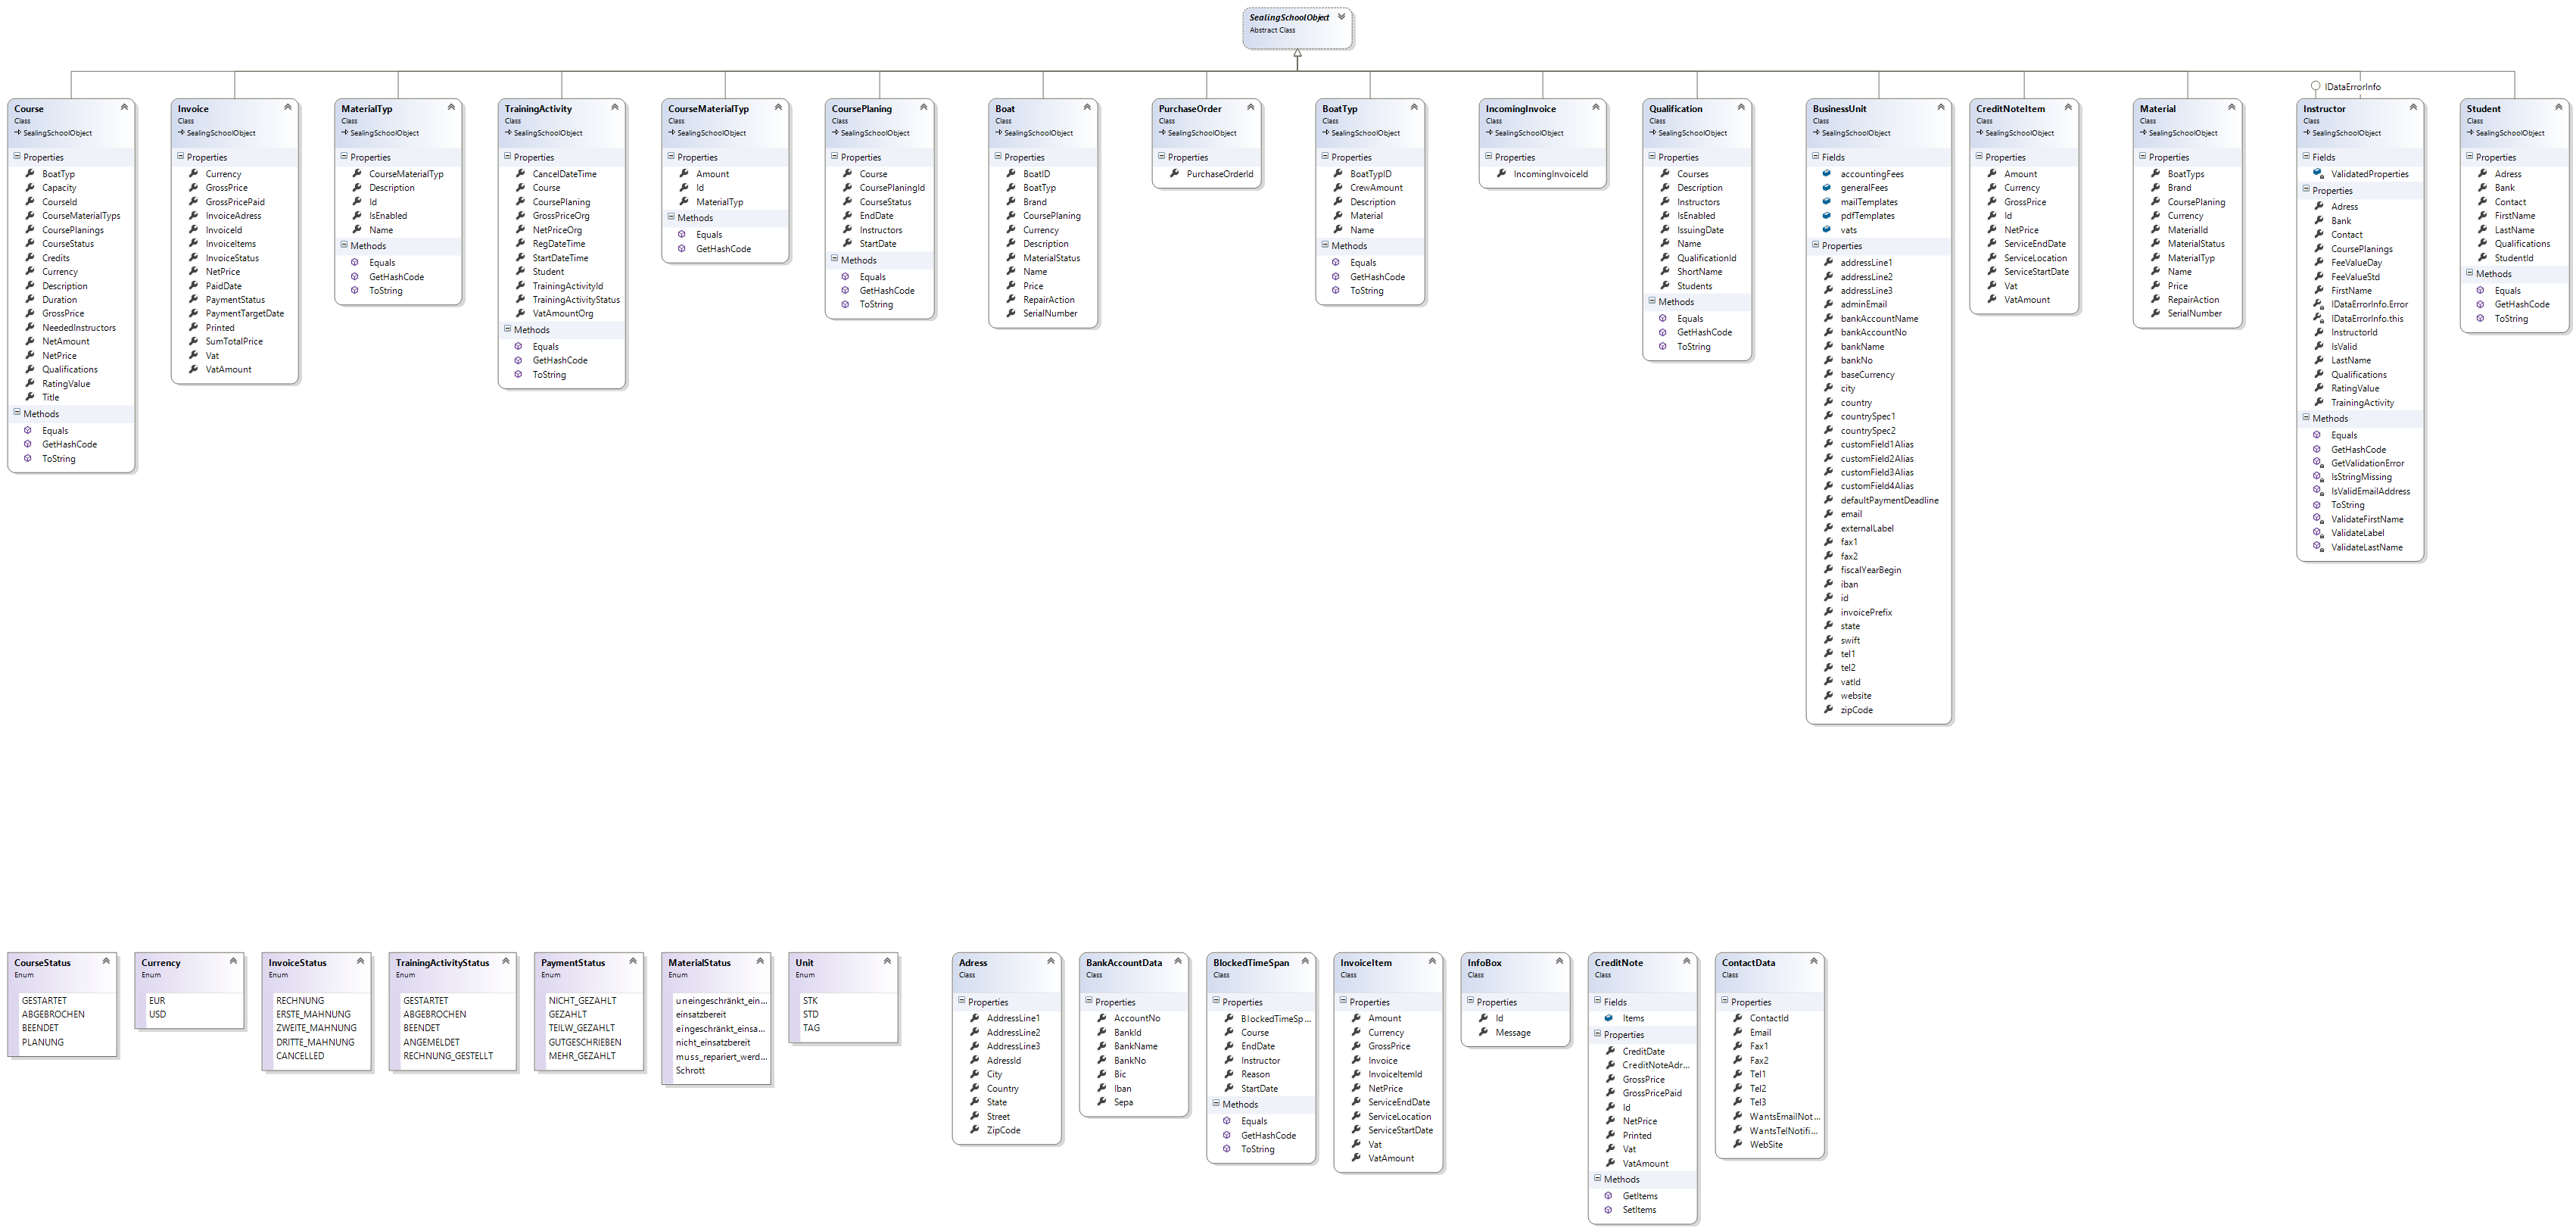 SealingSchoolObject
Abstract Class
IDataErrorInfo
Course
Class
SealingSchoolObject
Properties
BoatTyp
Capacity
CourseId
CourseMaterialTyps
CoursePlanings
CourseStatus
Credits
Currency
Description
Duration
GrossPrice
NeededInstructors
NetAmount
NetPrice
Qualifications
RatingValue
Title
Methods
Equals
GetHashCode
ToString
Invoice
Class
SealingSchoolObject
Properties
Currency
GrossPrice
GrossPricePaid
InvoiceAdress
InvoiceId
InvoiceItems
InvoiceStatus
NetPrice
PaidDate
PaymentStatus
PaymentTargetDate
Printed
SumTotalPrice
Vat
VatAmount
MaterialTyp
Class
SealingSchoolObject
Properties
CourseMaterialTyp
Description
Id
IsEnabled
Name
Methods
Equals
GetHashCode
ToString
TrainingActivity
Class
SealingSchoolObject
Properties
CancelDateTime
Course
CoursePlaning
GrossPriceOrg
NetPriceOrg
RegDateTime
StartDateTime
Student
TrainingActivityId
TrainingActivityStatus
VatAmountOrg
Methods
Equals
GetHashCode
ToString
CourseMaterialTyp
Class
SealingSchoolObject
Properties
Amount
Id
MaterialTyp
Methods
Equals
GetHashCode
CoursePlaning
Class
SealingSchoolObject
Properties
Course
CoursePlaningId
CourseStatus
EndDate
Instructors
StartDate
Methods
Equals
GetHashCode
ToString
Boat
Class
SealingSchoolObject
Properties
BoatID
BoatTyp
Brand
CoursePlaning
Currency
Description
MaterialStatus
Name
Price
RepairAction
SerialNumber
PurchaseOrder
Class
SealingSchoolObject
Properties
PurchaseOrderId
BoatTyp
Class
SealingSchoolObject
Properties
BoatTypID
CrewAmount
Description
Material
Name
Methods
Equals
GetHashCode
ToString
IncomingInvoice
Class
SealingSchoolObject
Properties
IncomingInvoiceId
Qualification
Class
SealingSchoolObject
Properties
Courses
Description
Instructors
IsEnabled
IssuingDate
Name
QualificationId
ShortName
Students
Methods
Equals
GetHashCode
ToString
BusinessUnit
Class
SealingSchoolObject
Fields
accountingFees
generalFees
mailTemplates
pdfTemplates
vats
Properties
addressLine1
addressLine2
addressLine3
adminEmail
bankAccountName
bankAccountNo
bankName
bankNo
baseCurrency
city
country
countrySpec1
countrySpec2
customField1Alias
customField2Alias
customField3Alias
customField4Alias
defaultPaymentDeadline
email
externalLabel
fax1
fax2
fiscalYearBegin
iban
id
invoicePrefix
state
swift
tel1
tel2
vatId
website
zipCode
CreditNoteItem
Class
SealingSchoolObject
Properties
Amount
Currency
GrossPrice
Id
NetPrice
ServiceEndDate
ServiceLocation
ServiceStartDate
Vat
VatAmount
Material
Class
SealingSchoolObject
Properties
BoatTyps
Brand
CoursePlaning
Currency
MaterialId
MaterialStatus
MaterialTyp
Name
Price
RepairAction
SerialNumber
Instructor
Class
SealingSchoolObject
Fields
ValidatedProperties
Properties
Adress
Bank
Contact
CoursePlanings
FeeValueDay
FeeValueStd
FirstName
IDataErrorInfo.Error
IDataErrorInfo.this
InstructorId
IsValid
LastName
Qualifications
RatingValue
TrainingActivity
Methods
Equals
GetHashCode
GetValidationError
IsStringMissing
IsValidEmailAddress
ToString
ValidateFirstName
ValidateLabel
ValidateLastName
Student
Class
SealingSchoolObject
Properties
Adress
Bank
Contact
FirstName
LastName
Qualifications
StudentId
Methods
Equals
GetHashCode
ToString
CourseStatus
Enum
GESTARTET
ABGEBROCHEN
BEENDET
PLANUNG
Currency
Enum
EUR
USD
InvoiceStatus
Enum
RECHNUNG
ERSTE_MAHNUNG
ZWEITE_MAHNUNG
DRITTE_MAHNUNG
CANCELLED
TrainingActivityStatus
Enum
GESTARTET
ABGEBROCHEN
BEENDET
ANGEMELDET
RECHNUNG_GESTELLT
PaymentStatus
Enum
NICHT_GEZAHLT
GEZAHLT
TEILW_GEZAHLT
GUTGESCHRIEBEN
MEHR_GEZAHLT
MaterialStatus
Enum
uneingeschränkt_ein...
einsatzbereit
eingeschränkt_einsa...
nicht_einsatzbereit
muss_repariert_werd...
Schrott
Unit
Enum
STK
STD
TAG
Adress
Class
Properties
AddressLine1
AddressLine2
AddressLine3
AdressId
City
Country
State
Street
ZipCode
BankAccountData
Class
Properties
AccountNo
BankId
BankName
BankNo
Bic
Iban
Sepa
BlockedTimeSpan
Class
Properties
BlockedTimeSp...
Course
EndDate
Instructor
Reason
StartDate
Methods
Equals
GetHashCode
ToString
InvoiceItem
Class
Properties
Amount
Currency
GrossPrice
Invoice
InvoiceItemId
NetPrice
ServiceEndDate
ServiceLocation
ServiceStartDate
Vat
VatAmount
InfoBox
Class
Properties
Id
Message
CreditNote
Class
Fields
Items
Properties
CreditDate
CreditNoteAdr...
GrossPrice
GrossPricePaid
Id
NetPrice
Printed
Vat
VatAmount
Methods
GetItems
SetItems
ContactData
Class
Properties
ContactId
Email
Fax1
Fax2
Tel1
Tel2
Tel3
WantsEmailNot...
WantsTelNotifi...
WebSite